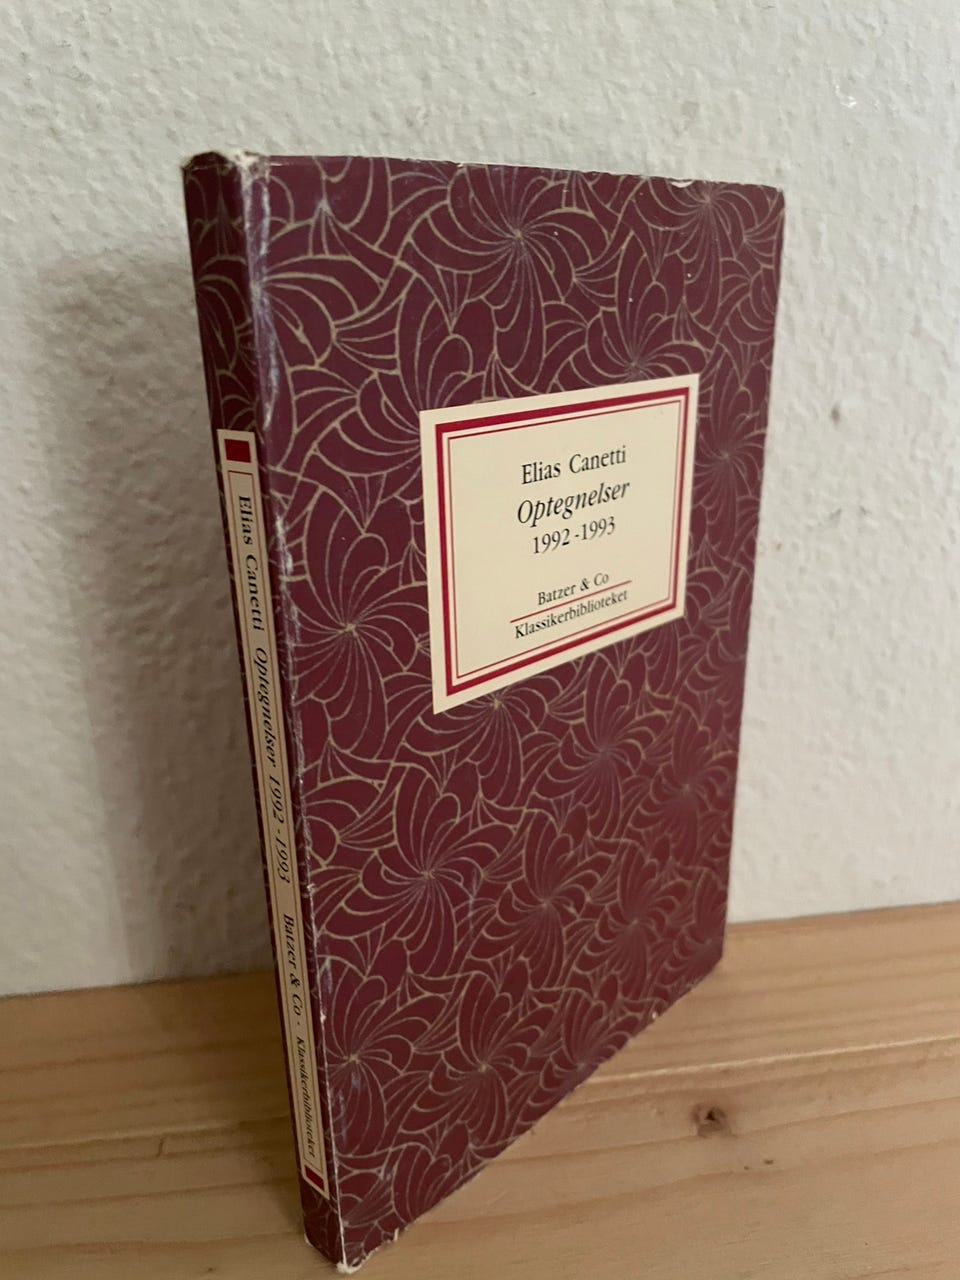 Elias Canetti
Optegnelser
1992-1993
Batzer & Co
Klassikerbiblioteket
Elias Canetti Optegnelser 1992-1993 Batzer & Co · Klassikerbiblioteket